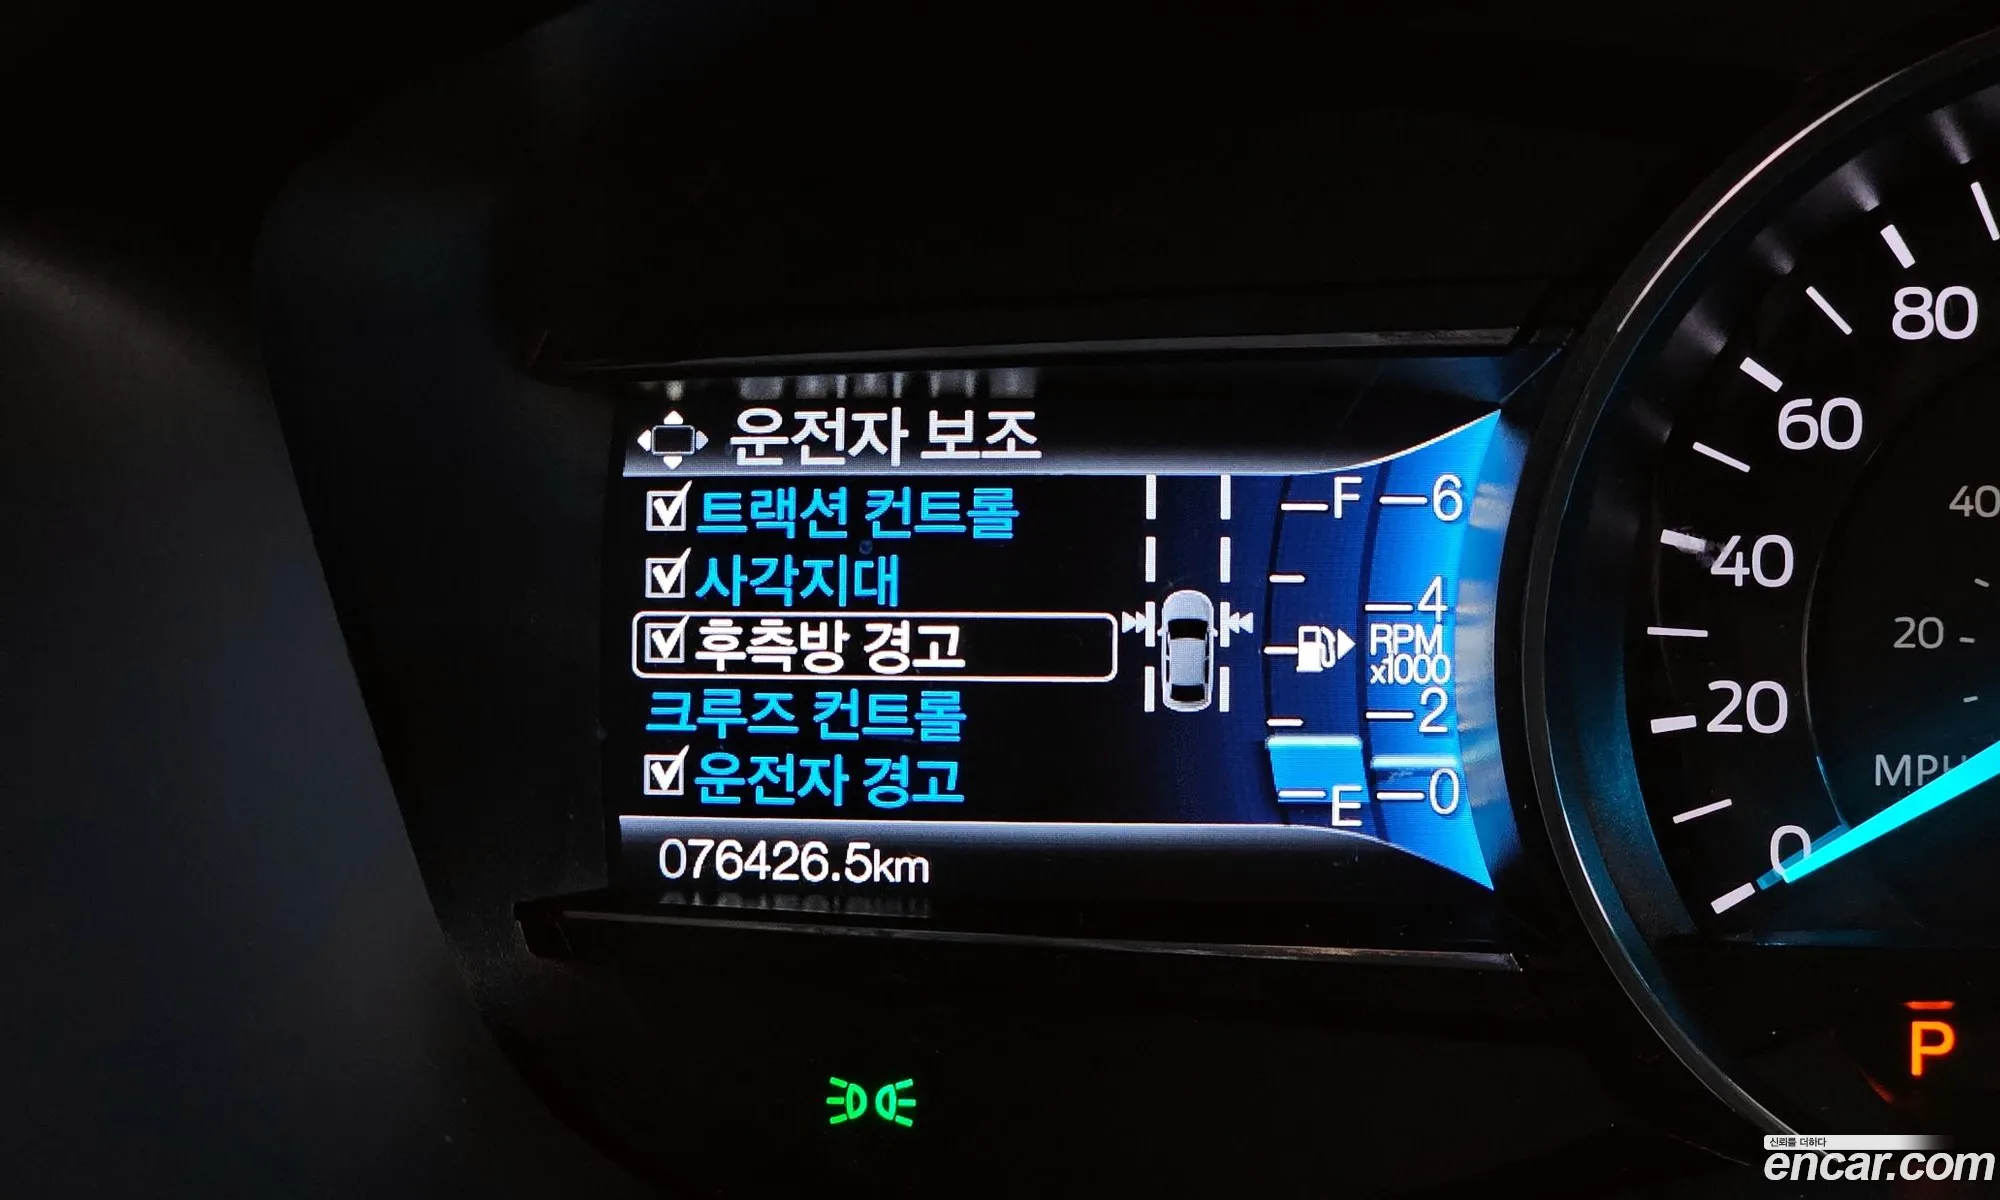 운전자 보조
트랙션 컨트롤
사각지대
후측방 경고
크루즈 컨트롤
운전자 경고
076426.5km
F
E
6
4
RPM
x1000
2
0
80
60
40
20
0
40
20
MPH
P
신뢰를 더하다
encar.com